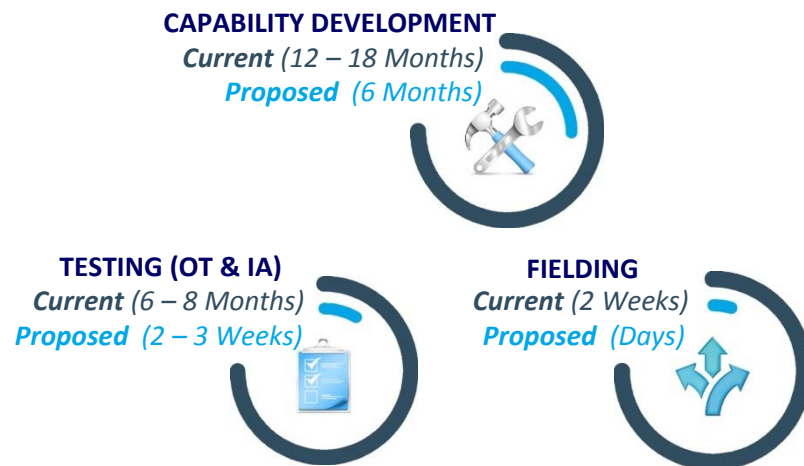 CAPABILITY DEVELOPMENT
Current (12 – 18 Months)
Proposed (6 Months)
TESTING (OT & IA)
Current (6 – 8 Months)
Proposed (2 – 3 Weeks)
FIELDING
Current (2 Weeks)
Proposed (Days)